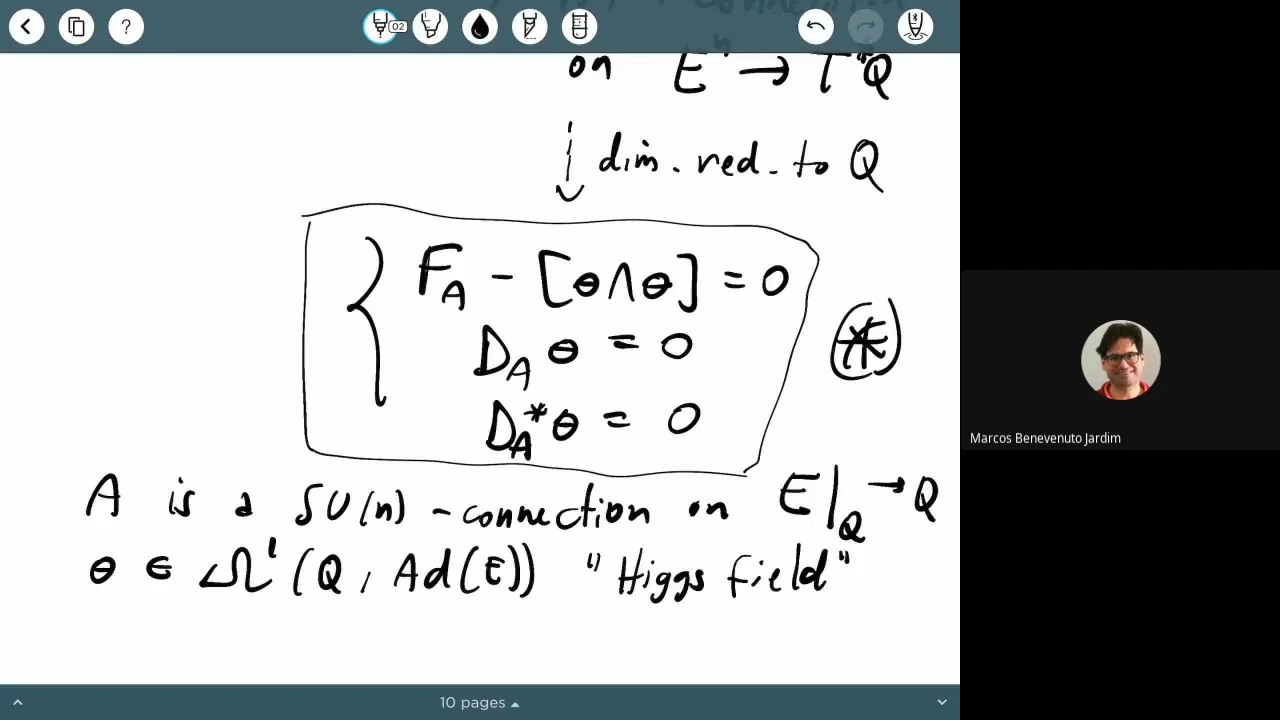 on E → T*Q
dim. red. to Q
F_A - [θ∧θ] = 0
D_A θ = 0
D_A* θ = 0
(*)
A is a SU(n)-connection on E|_Q → Q
θ ∈ Ω¹(Q, Ad(E)) "Higgs field"
Marcos Benevenuto Jardim
10 pages
02
?